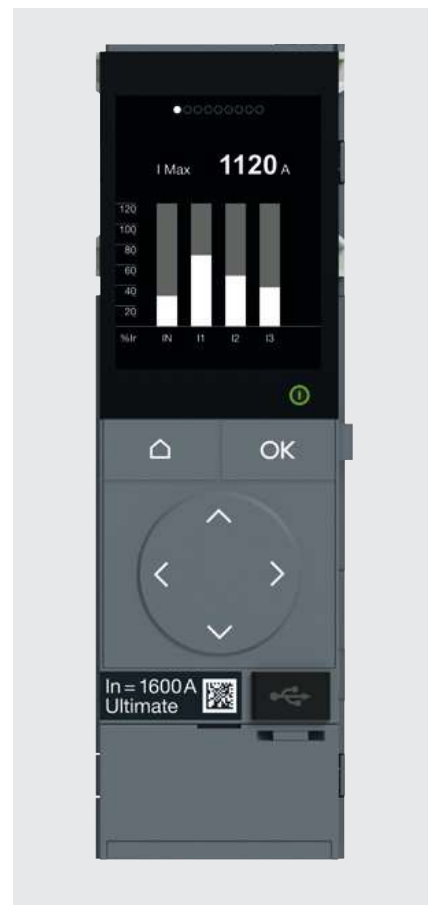 I Max 1120 A
120
100
80
60
40
20
%Ir IN I1 I2 I3
OK
In = 1600 A
Ultimate